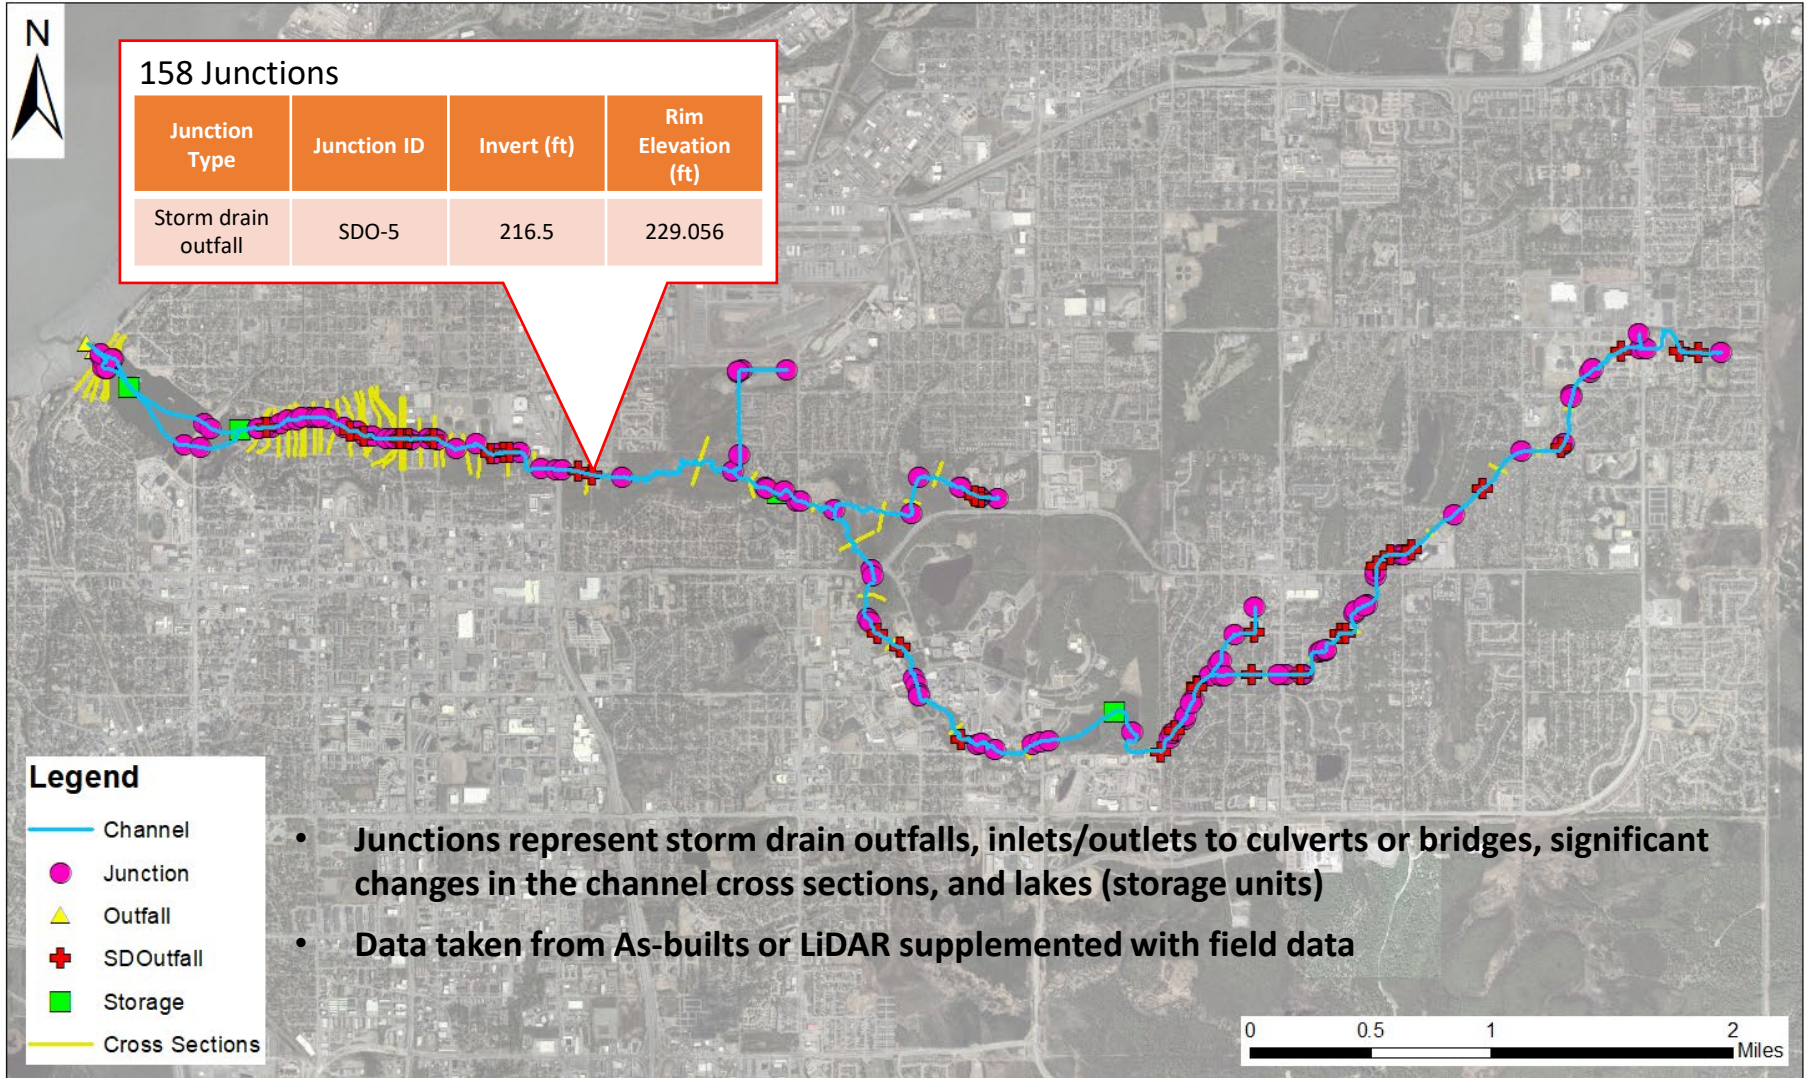 N
158 Junctions
Junction
Type
Junction ID
Invert (ft)
Rim
Elevation
(ft)
Storm drain
outfall
SDO-5
216.5
229.056
Legend
Channel
Junction
Outfall
SDOutfall
Storage
Cross Sections
• Junctions represent storm drain outfalls, inlets/outlets to culverts or bridges, significant
changes in the channel cross sections, and lakes (storage units)
• Data taken from As-builts or LiDAR supplemented with field data
0 0.5 1 2
Miles